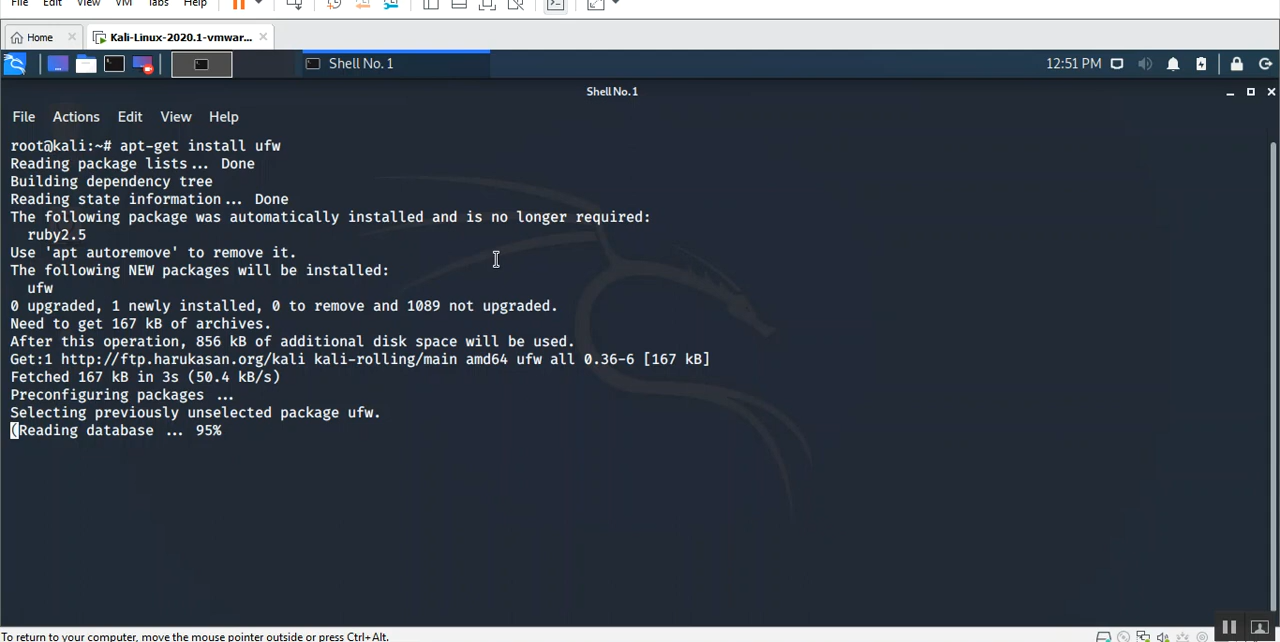 File Edit View VM Tabs Help
Home Kali-Linux-2020.1-vmwar...
Shell No. 1 12:51 PM
Shell No. 1
File Actions Edit View Help
root@kali:~# apt-get install ufw
Reading package lists... Done
Building dependency tree
Reading state information... Done
The following package was automatically installed and is no longer required:
ruby2.5
Use 'apt autoremove' to remove it.
The following NEW packages will be installed:
ufw
0 upgraded, 1 newly installed, 0 to remove and 1089 not upgraded.
Need to get 167 kB of archives.
After this operation, 856 kB of additional disk space will be used.
Get:1 http://ftp.harukasan.org/kali kali-rolling/main amd64 ufw all 0.36-6 [167 kB]
Fetched 167 kB in 3s (50.4 kB/s)
Preconfiguring packages ...
Selecting previously unselected package ufw.
(Reading database ... 95%
To return to your computer, move the mouse pointer outside or press Ctrl+Alt.